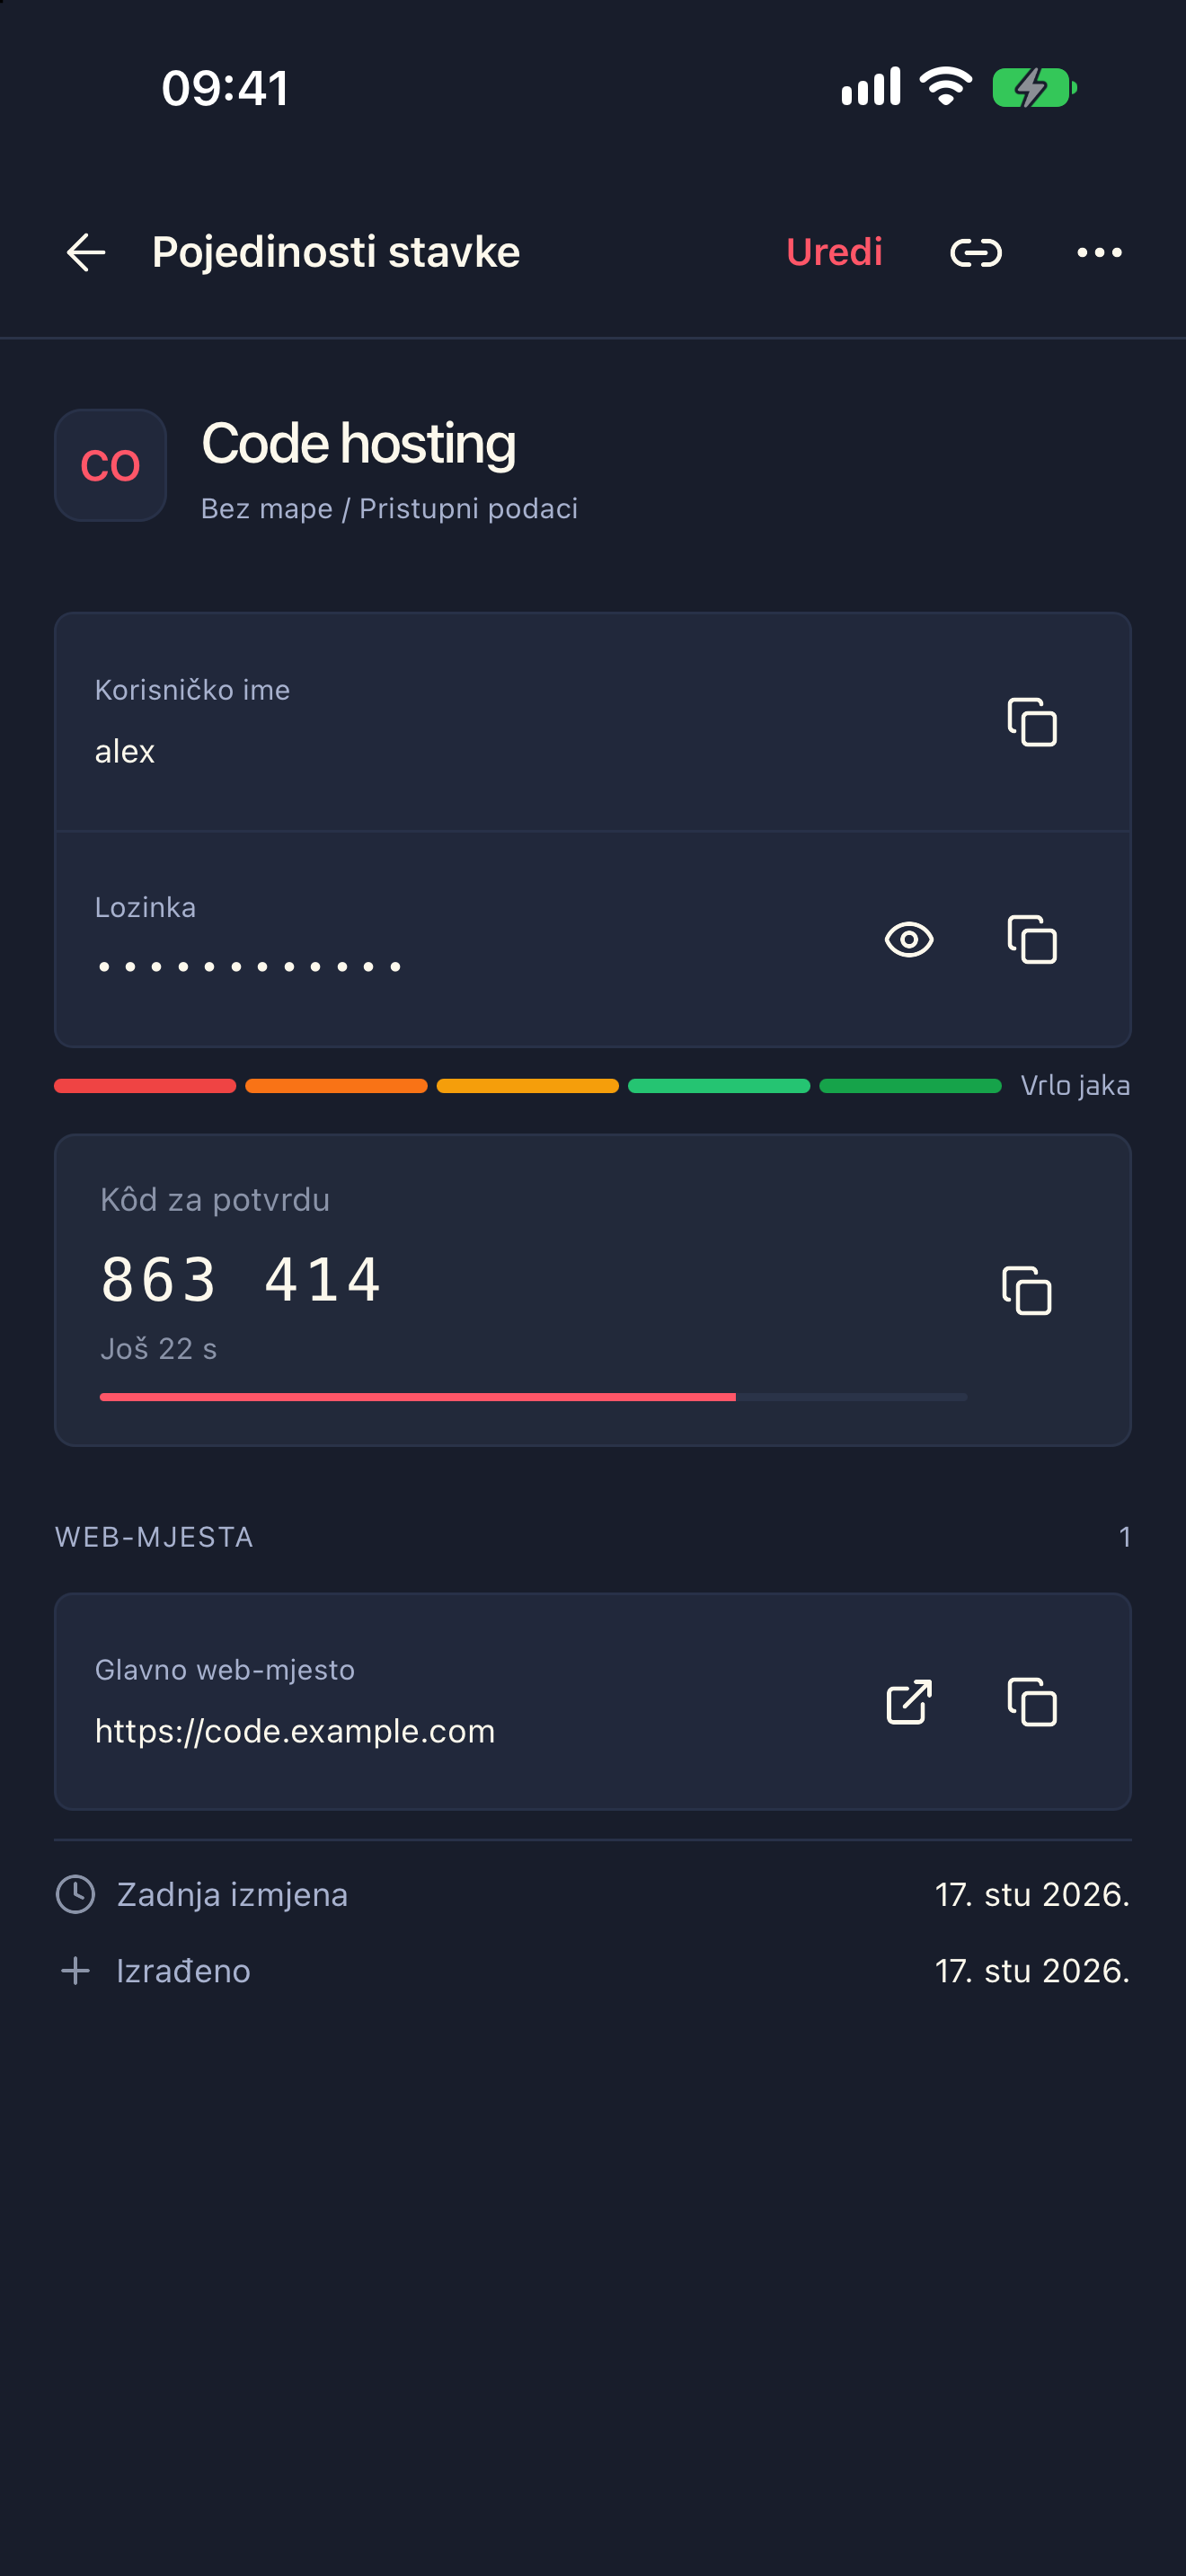 09:41
Pojedinosti stavke
Uredi
CO
Code hosting
Bez mape / Pristupni podaci
Korisničko ime
alex
Lozinka
• • • • • • • • • • • •
Vrlo jaka
Kôd za potvrdu
863 414
Još 22 s
WEB-MJESTA 1
Glavno web-mjesto
https://code.example.com
Zadnja izmjena 17. stu 2026.
Izrađeno 17. stu 2026.